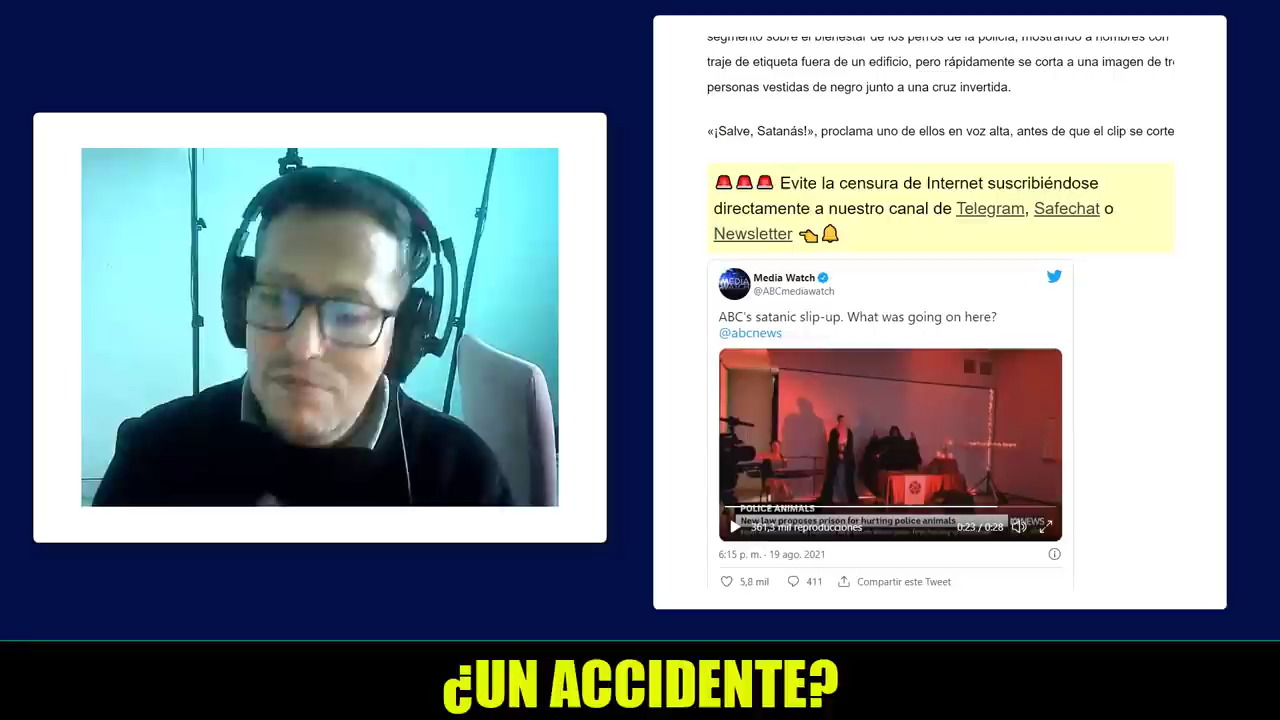 segmento sobre el bienestar de los perros de la policía, mostrando a hombres con
traje de etiqueta fuera de un edificio, pero rápidamente se corta a una imagen de tre
personas vestidas de negro junto a una cruz invertida.
«¡Salve, Satanás!», proclama uno de ellos en voz alta, antes de que el clip se corte
🚨🚨🚨 Evite la censura de Internet suscribiéndose
directamente a nuestro canal de Telegram, Safechat o
Newsletter 👈🔔
Media Watch
@ABCmediawatch
ABC's satanic slip-up. What was going on here?
@abcnews
POLICE ANIMALS
New law proposes prison for hurting police animals
NEWS
361,3 mil reproducciones
0:23 / 0:28
6:15 p. m. · 19 ago. 2021
5,8 mil
411
Compartir este Tweet
¿UN ACCIDENTE?